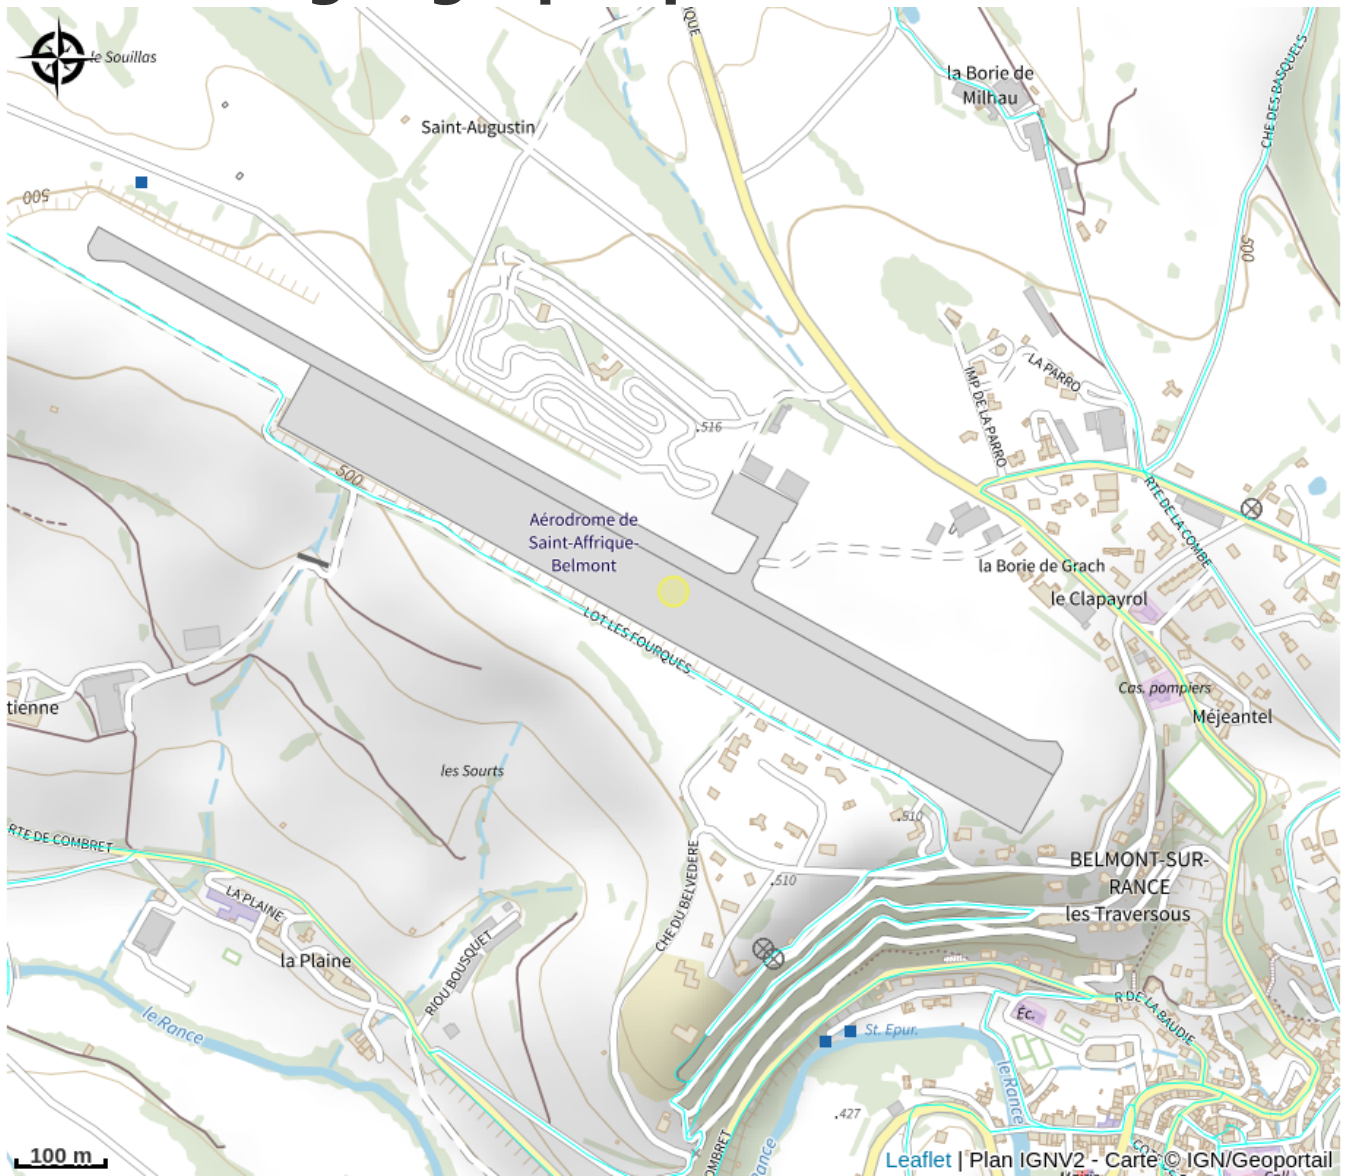 le Souillas
Saint-Augustin
la Borie de
Milhau
CHE DES BASQUELS
500
500
LA PARRO
IMP DE LA PARRO
.516
500
RTE DE LA COMBE
Aérodrome de
Saint-Affrique-
Belmont
la Borie de Grach
le Clapayrol
LOT LES FOURQUES
Cas. pompiers
Méjeantel
tienne
les Sourts
.510
RTE DE COMBRET
BELMONT-SUR-
RANCE
les Traversous
.510
CHE DU BELVEDERE
LA PLAINE
la Plaine
RIOU BOUSQUET
le Rance
Éc.
R DE LA BAUDIE
St. Epur.
le Rance
.427
OMBRET
ance
100 m
Leaflet | Plan IGNV2 - Carte © IGN/Geoportail